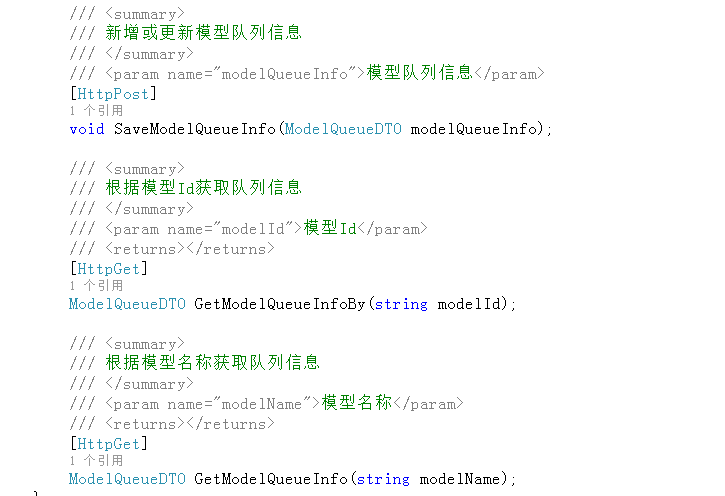 /// <summary>
/// 新增或更新模型队列信息
/// </summary>
/// <param name="modelQueueInfo">模型队列信息</param>
[HttpPost]
1 个引用
void SaveModelQueueInfo(ModelQueueDTO modelQueueInfo);
/// <summary>
/// 根据模型Id获取队列信息
/// </summary>
/// <param name="modelId">模型Id</param>
/// <returns></returns>
[HttpGet]
1 个引用
ModelQueueDTO GetModelQueueInfoBy(string modelId);
/// <summary>
/// 根据模型名称获取队列信息
/// </summary>
/// <param name="modelName">模型名称</param>
/// <returns></returns>
[HttpGet]
1 个引用
ModelQueueDTO GetModelQueueInfo(string modelName);